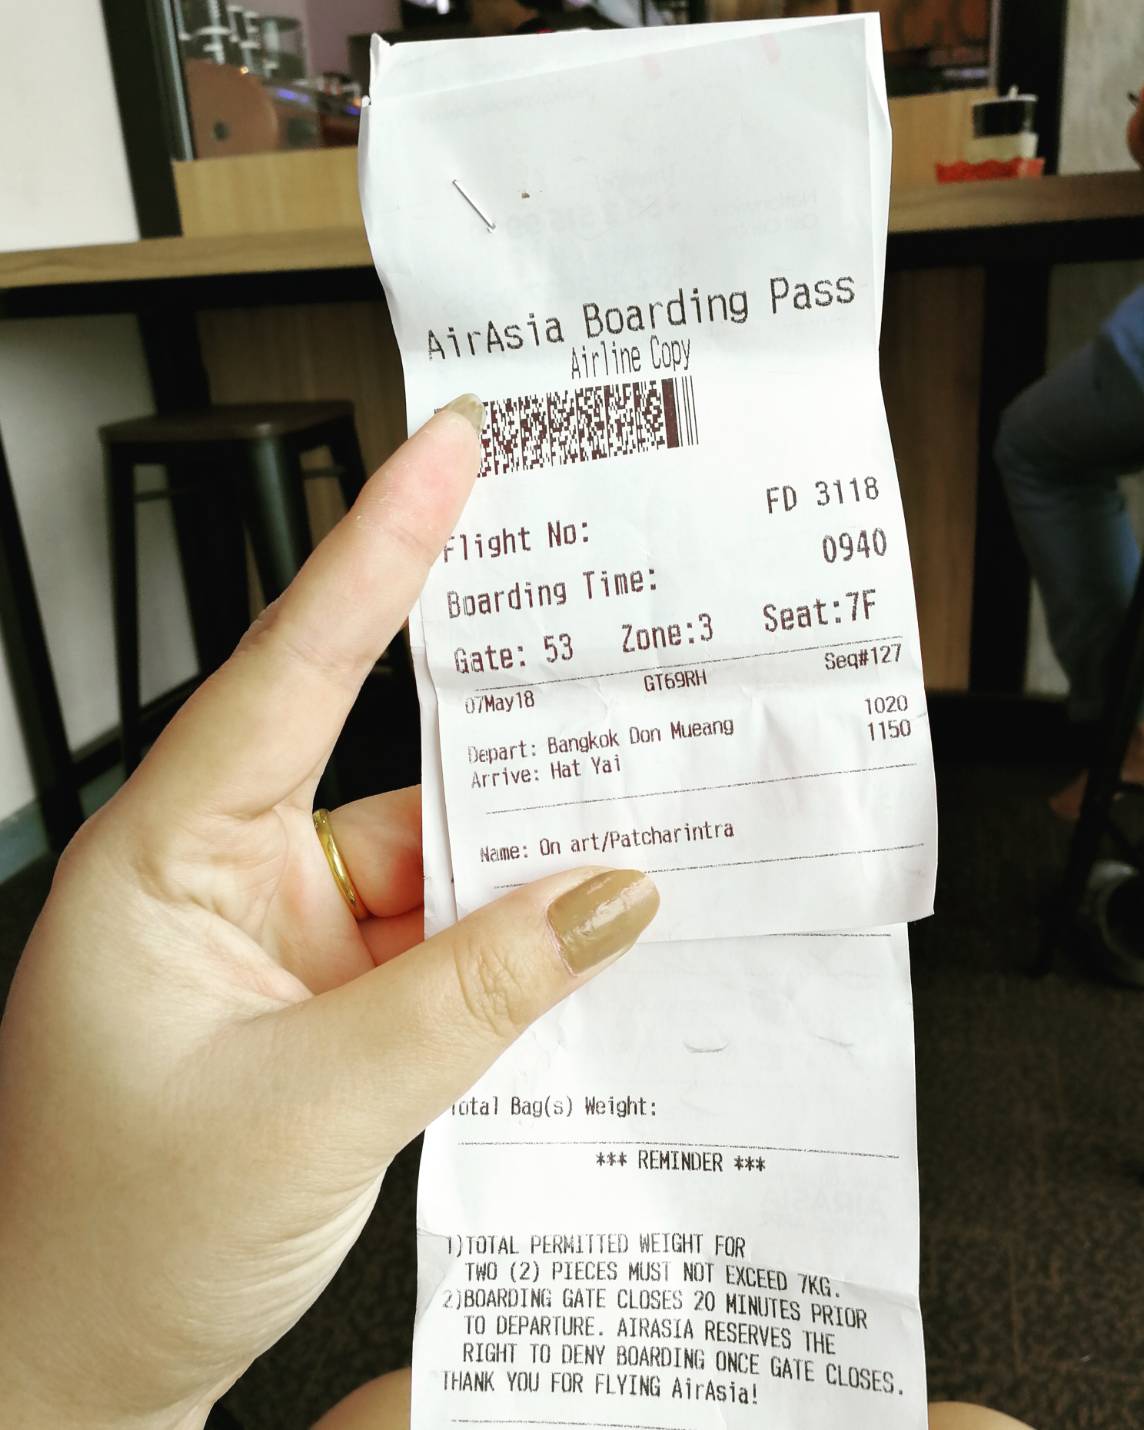 AirAsia Boarding Pass
Airline Copy
Flight No: FD 3118
Boarding Time: 0940
Gate: 53 Zone:3 Seat:7F
07May18 GT69RH Seq#127
Depart: Bangkok Don Mueang 1020
Arrive: Hat Yai 1150
Name: On art/Patcharintra
Total Bag(s) Weight:
*** REMINDER ***
1)TOTAL PERMITTED WEIGHT FOR
TWO (2) PIECES MUST NOT EXCEED 7KG.
2)BOARDING GATE CLOSES 20 MINUTES PRIOR
TO DEPARTURE. AIRASIA RESERVES THE
RIGHT TO DENY BOARDING ONCE GATE CLOSES.
THANK YOU FOR FLYING AirAsia!